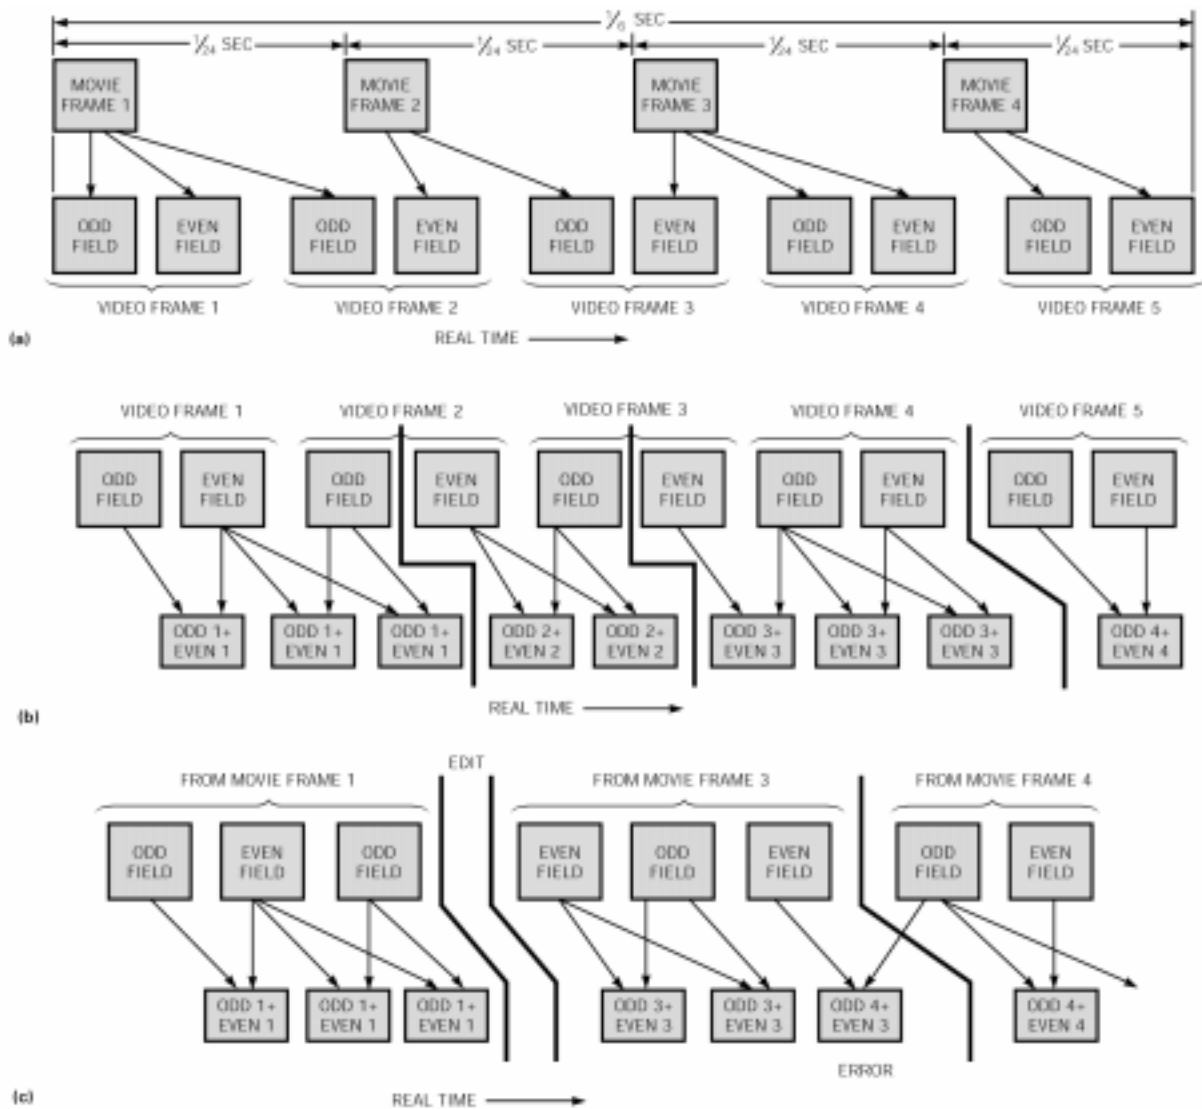 1/6 SEC
1/24 SEC 1/24 SEC 1/24 SEC 1/24 SEC
MOVIE FRAME 1 MOVIE FRAME 2 MOVIE FRAME 3 MOVIE FRAME 4
ODD FIELD EVEN FIELD ODD FIELD EVEN FIELD ODD FIELD EVEN FIELD ODD FIELD EVEN FIELD ODD FIELD EVEN FIELD
VIDEO FRAME 1 VIDEO FRAME 2 VIDEO FRAME 3 VIDEO FRAME 4 VIDEO FRAME 5
(a) REAL TIME
VIDEO FRAME 1 VIDEO FRAME 2 VIDEO FRAME 3 VIDEO FRAME 4 VIDEO FRAME 5
ODD FIELD EVEN FIELD ODD FIELD EVEN FIELD ODD FIELD EVEN FIELD ODD FIELD EVEN FIELD ODD FIELD EVEN FIELD
ODD 1+ EVEN 1 ODD 1+ EVEN 1 ODD 1+ EVEN 1 ODD 2+ EVEN 2 ODD 2+ EVEN 2 ODD 3+ EVEN 3 ODD 3+ EVEN 3 ODD 3+ EVEN 3 ODD 4+ EVEN 4
(b) REAL TIME
EDIT
FROM MOVIE FRAME 1 FROM MOVIE FRAME 3 FROM MOVIE FRAME 4
ODD FIELD EVEN FIELD ODD FIELD EVEN FIELD ODD FIELD EVEN FIELD ODD FIELD EVEN FIELD
ODD 1+ EVEN 1 ODD 1+ EVEN 1 ODD 1+ EVEN 1 ODD 3+ EVEN 3 ODD 3+ EVEN 3 ODD 4+ EVEN 3 ODD 4+ EVEN 4
ERROR
(c) REAL TIME